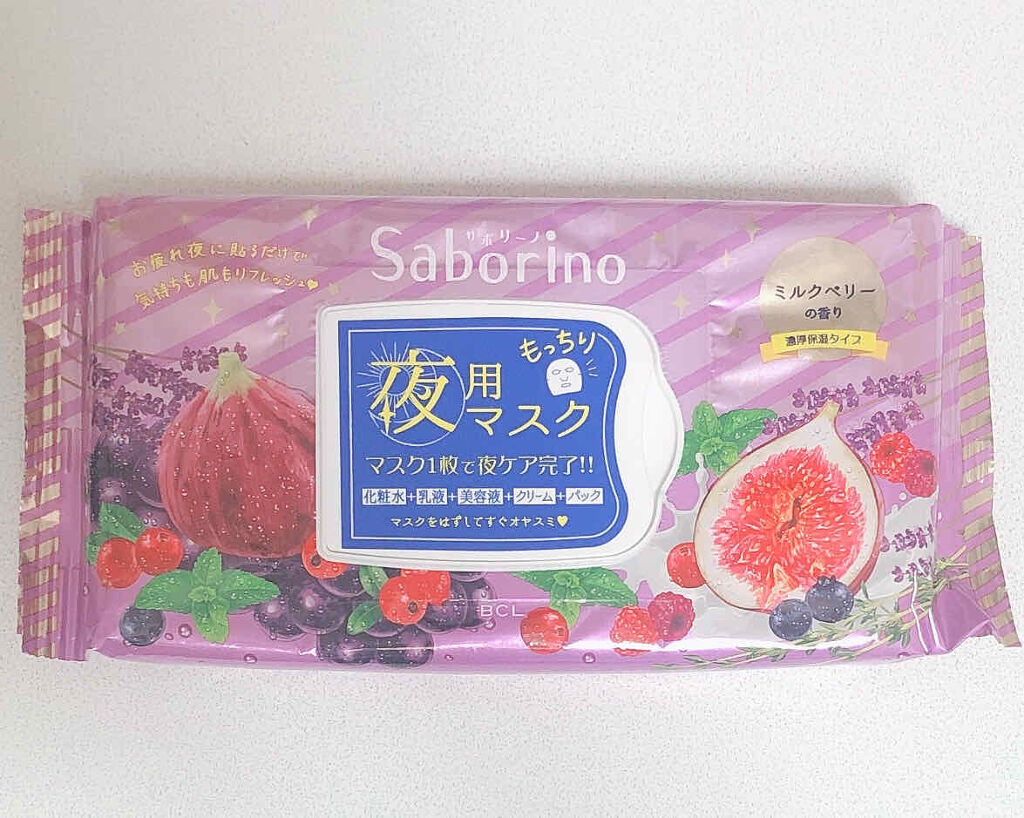 お疲れ夜に貼るだけで
気持ちも肌もリフレッシュ♥
サボリーノ
Saborino
ミルクベリー
の香り
濃厚保湿タイプ
もっちり
夜用
マスク
マスク1枚で夜ケア完了!!
化粧水+乳液+美容液+クリーム+パック
マスクをはずしてすぐオヤスミ♥
BCL